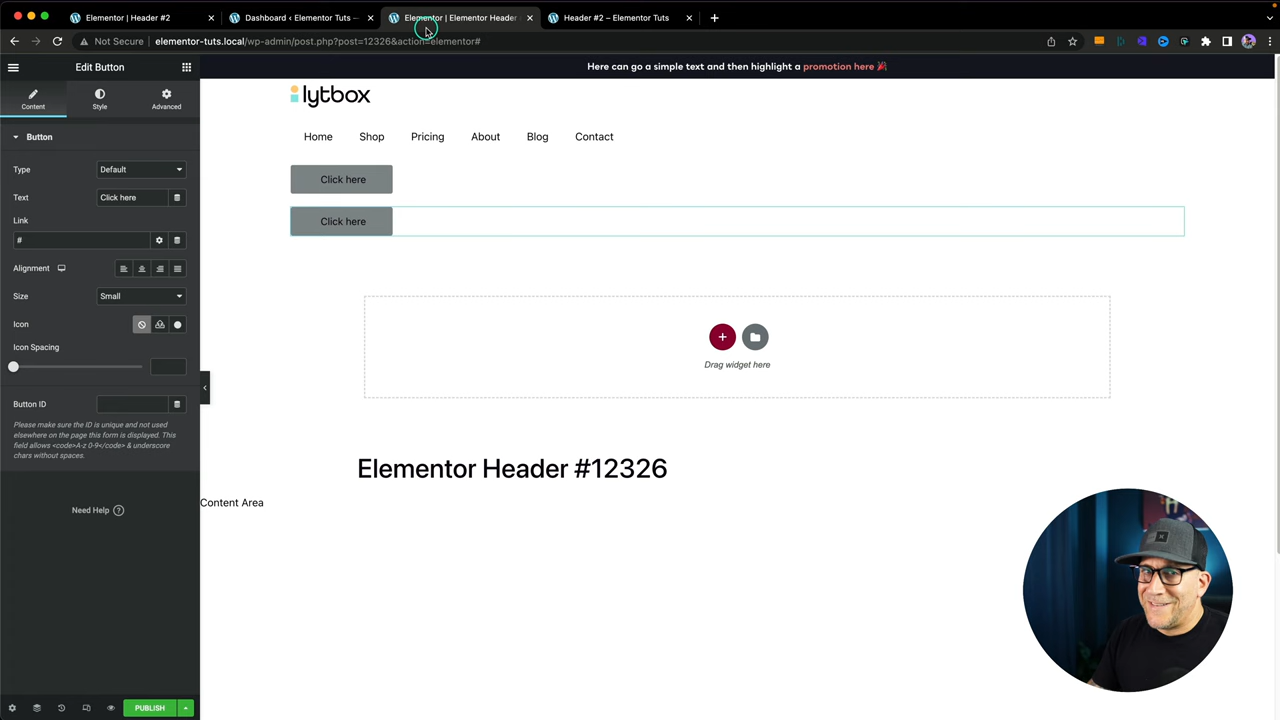 Elementor | Header #2
Dashboard ‹ Elementor Tuts —
Elementor | Elementor Header
Header #2 – Elementor Tuts
Not Secure
elementor-tuts.local/wp-admin/post.php?post=12326&action=elementor#
Edit Button
Here can go a simple text and then highlight a promotion here 🎉
Content
Style
Advanced
lytbox
Home
Shop
Pricing
About
Blog
Contact
Button
Type
Default
Click here
Text
Click here
Link
#
Click here
Alignment
Size
Small
Icon
Icon Spacing
Drag widget here
Button ID
Please make sure the ID is unique and not used
elsewhere on the page this form is displayed. This
field allows <code>A-z 0-9</code> & underscore
chars without spaces.
Elementor Header #12326
Content Area
Need Help
PUBLISH